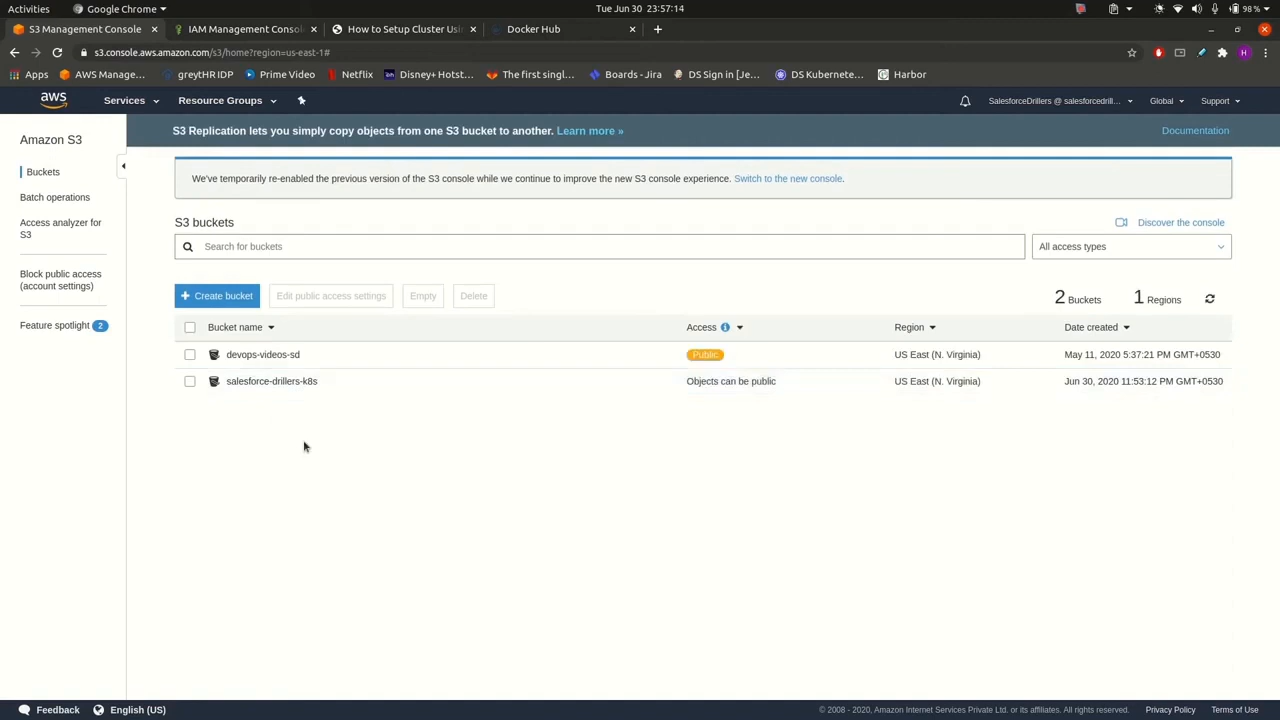 Activities
Google Chrome
Tue Jun 30 23:57:14
98 %
S3 Management Console
IAM Management Consol
How to Setup Cluster Usi
Docker Hub
s3.console.aws.amazon.com/s3/home?region=us-east-1#
H
Apps
AWS Manage...
greytHR IDP
Prime Video
Netflix
Disney+ Hotst...
The first singl...
Boards - Jira
DS Sign in [Je...
DS Kubernete...
Harbor
aws
Services
Resource Groups
SalesforceDrillers @ salesforcedrill...
Global
Support
Amazon S3
Buckets
Batch operations
Access analyzer for
S3
Block public access
(account settings)
Feature spotlight 2
S3 Replication lets you simply copy objects from one S3 bucket to another. Learn more »
Documentation
We've temporarily re-enabled the previous version of the S3 console while we continue to improve the new S3 console experience. Switch to the new console.
S3 buckets
Discover the console
Search for buckets
All access types
Create bucket
Edit public access settings
Empty
Delete
2 Buckets
1 Regions
Bucket name
Access
Region
Date created
devops-videos-sd
Public
US East (N. Virginia)
May 11, 2020 5:37:21 PM GMT+0530
salesforce-drillers-k8s
Objects can be public
US East (N. Virginia)
Jun 30, 2020 11:53:12 PM GMT+0530
Feedback
English (US)
© 2008 - 2020, Amazon Internet Services Private Ltd. or its affiliates. All rights reserved.
Privacy Policy
Terms of Use